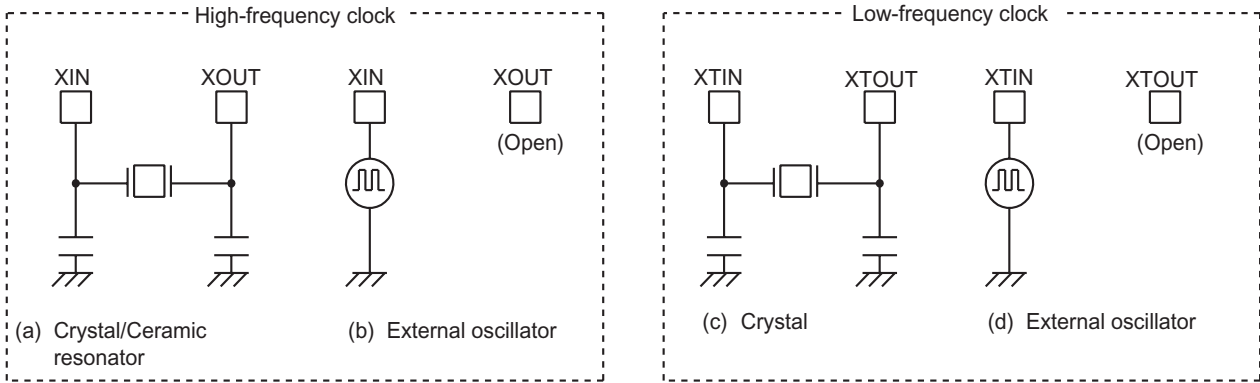 High-frequency clock
Low-frequency clock
XIN
XOUT
XIN
XOUT
(Open)
XTIN
XTOUT
XTIN
XTOUT
(Open)
(a) Crystal/Ceramic
resonator
(b) External oscillator
(c) Crystal
(d) External oscillator